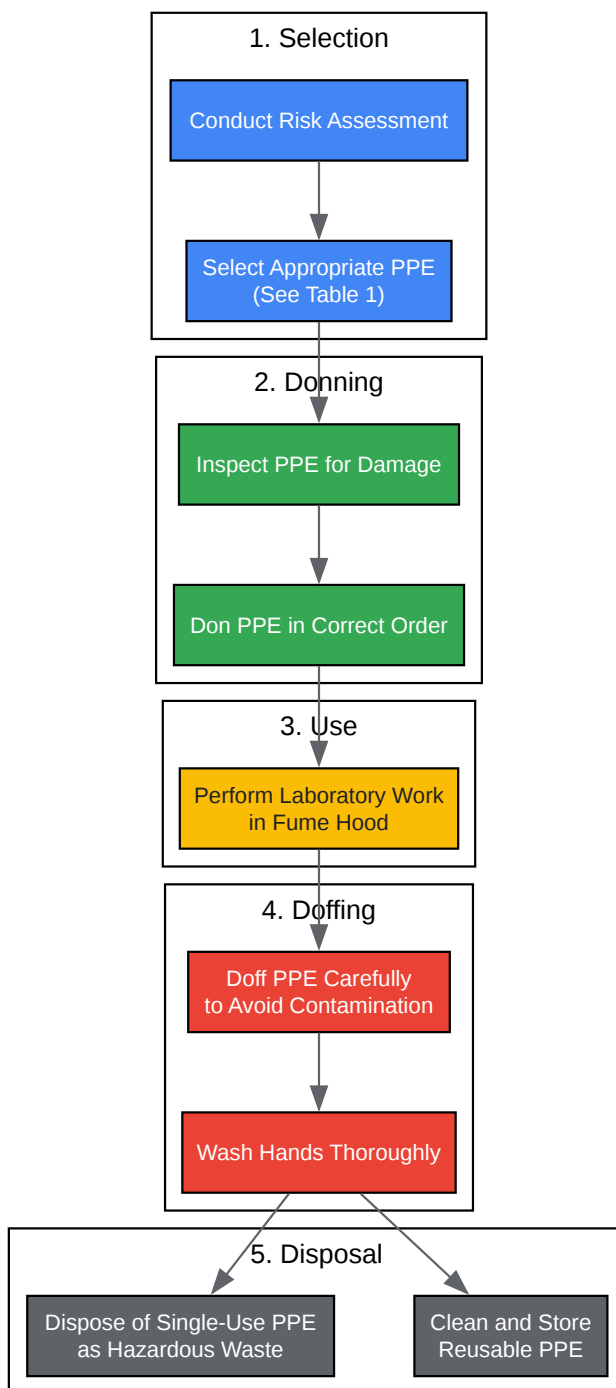 1. Selection
Conduct Risk Assessment
Select Appropriate PPE
(See Table 1)
2. Donning
Inspect PPE for Damage
Don PPE in Correct Order
3. Use
Perform Laboratory Work
in Fume Hood
4. Doffing
Doff PPE Carefully
to Avoid Contamination
Wash Hands Thoroughly
5. Disposal
Dispose of Single-Use PPE
as Hazardous Waste
Clean and Store
Reusable PPE